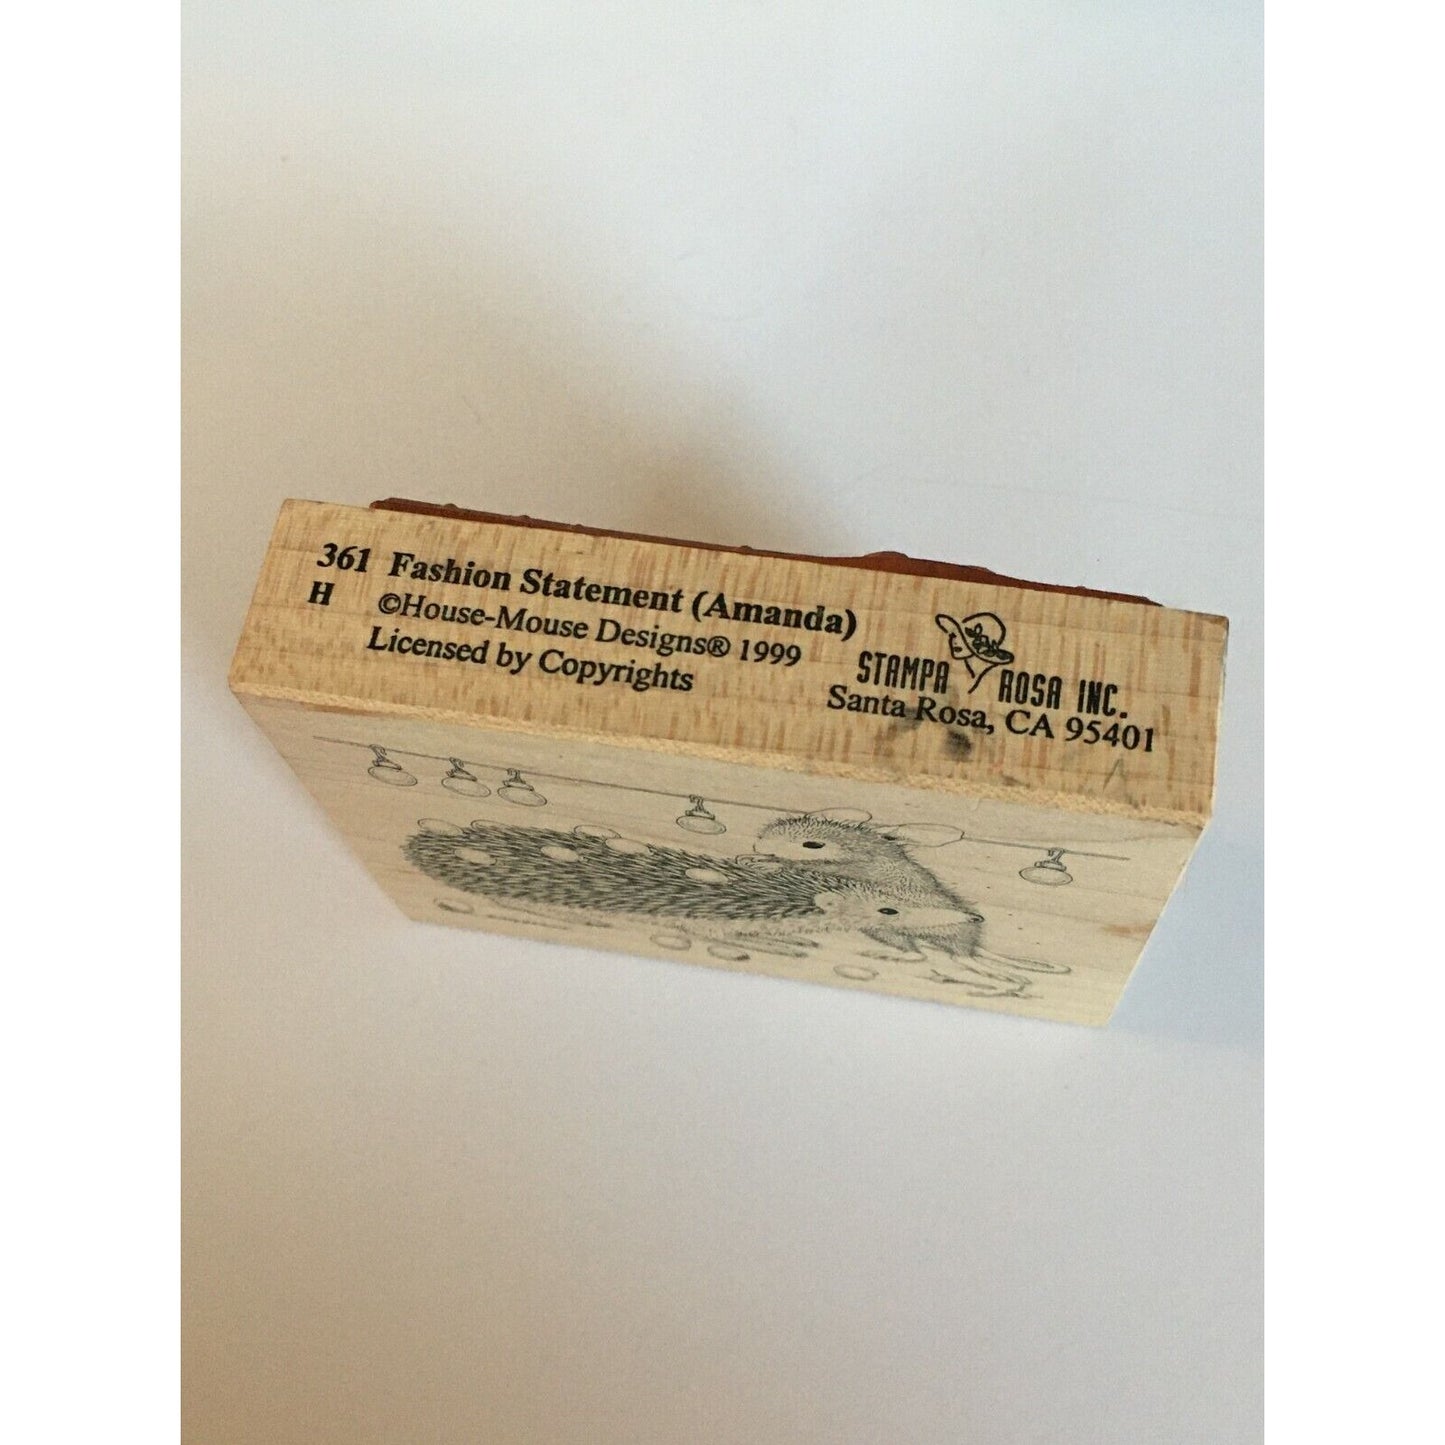 361 Fashion Statement (Amanda)
H ©House-Mouse Designs® 1999
Licensed by Copyrights
STAMPA ROSA INC.
Santa Rosa, CA 95401